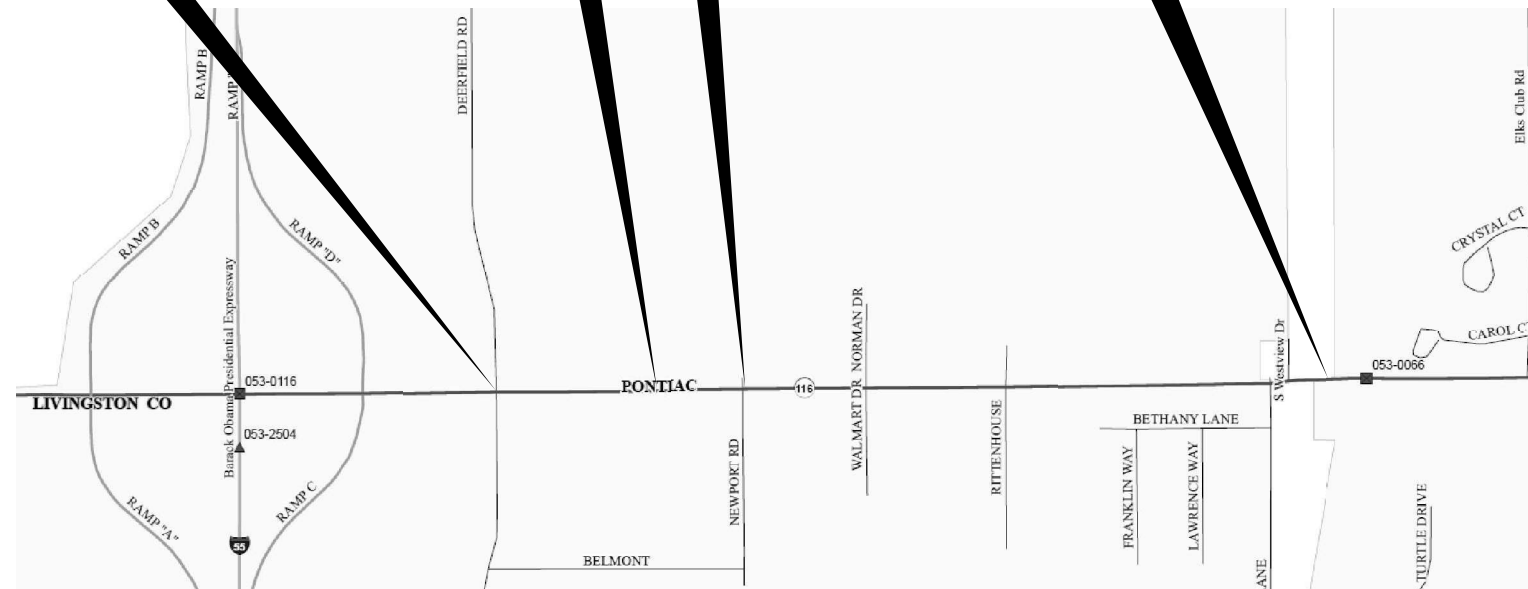 RAMP B
DEERFIELD RD
Elks Club Rd
RAMP B
RAMP "D"
CRYSTAL CT
Barack Obama Presidential Expressway
WALMART DR NORMAN DR
S Westview Dr
053-0116
PONTIAC
116
053-0066
LIVINGSTON CO
053-2504
NEWPORT RD
RITTENHOUSE
BETHANY LANE
FRANKLIN WAY
LAWRENCE WAY
RAMP "A"
RAMP C
55
BELMONT
TURTLE DRIVE
CAROL